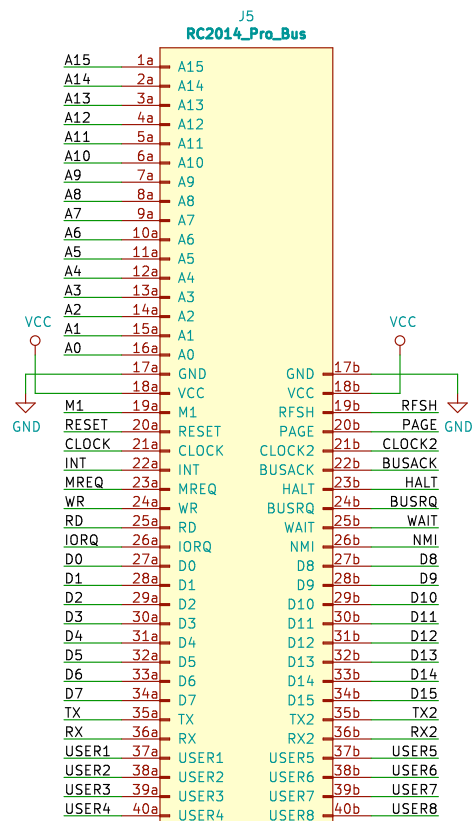 J5
RC2014_Pro_Bus
A15 1a A15
A14 2a A14
A13 3a A13
A12 4a A12
A11 5a A11
A10 6a A10
A9 7a A9
A8 8a A8
A7 9a A7
A6 10a A6
A5 11a A5
A4 12a A4
A3 13a A3
A2 14a A2
VCC VCC
A1 15a A1
A0 16a A0
17a GND GND 17b
18a VCC VCC 18b
M1 19a M1 RFSH 19b RFSH
GND GND
RESET 20a RESET PAGE 20b PAGE
CLOCK 21a CLOCK CLOCK2 21b CLOCK2
INT 22a INT BUSACK 22b BUSACK
MREQ 23a MREQ HALT 23b HALT
WR 24a WR BUSRQ 24b BUSRQ
RD 25a RD WAIT 25b WAIT
IORQ 26a IORQ NMI 26b NMI
D0 27a D0 D8 27b D8
D1 28a D1 D9 28b D9
D2 29a D2 D10 29b D10
D3 30a D3 D11 30b D11
D4 31a D4 D12 31b D12
D5 32a D5 D13 32b D13
D6 33a D6 D14 33b D14
D7 34a D7 D15 34b D15
TX 35a TX TX2 35b TX2
RX 36a RX RX2 36b RX2
USER1 37a USER1 USER5 37b USER5
USER2 38a USER2 USER6 38b USER6
USER3 39a USER3 USER7 39b USER7
USER4 40a USER4 USER8 40b USER8